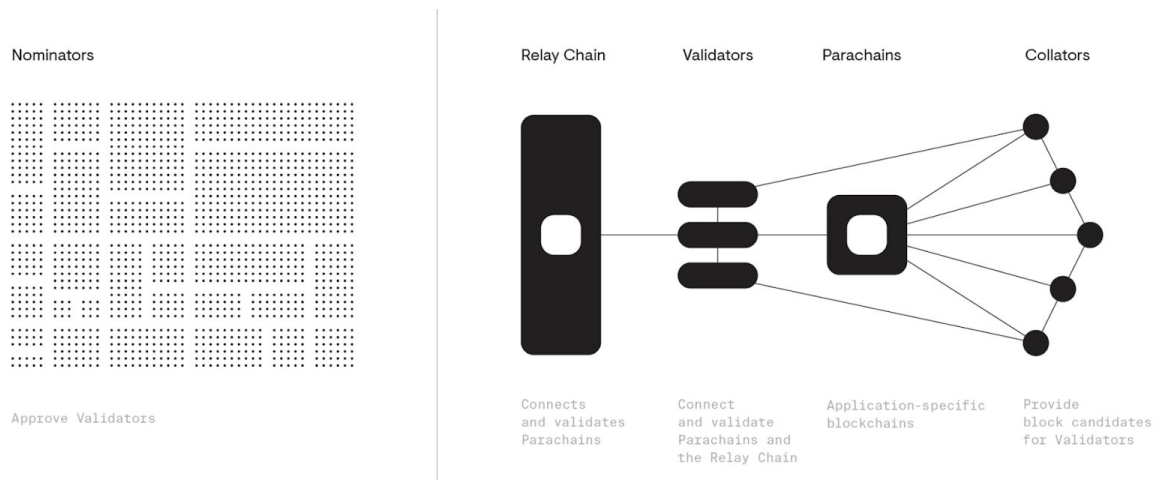 Nominators
Approve Validators
Relay Chain
Validators
Parachains
Collators
Connects
and validates
Parachains
Connect
and validate
Parachains and
the Relay Chain
Application-specific
blockchains
Provide
block candidates
for Validators